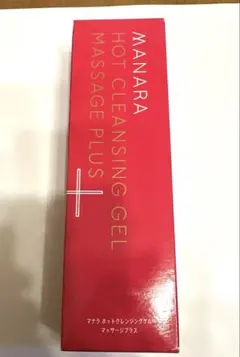 MANARA
HOT CLEANSING GEL
MASSAGE PLUS
マナラ ホットクレンジングゲル
マッサージプラス